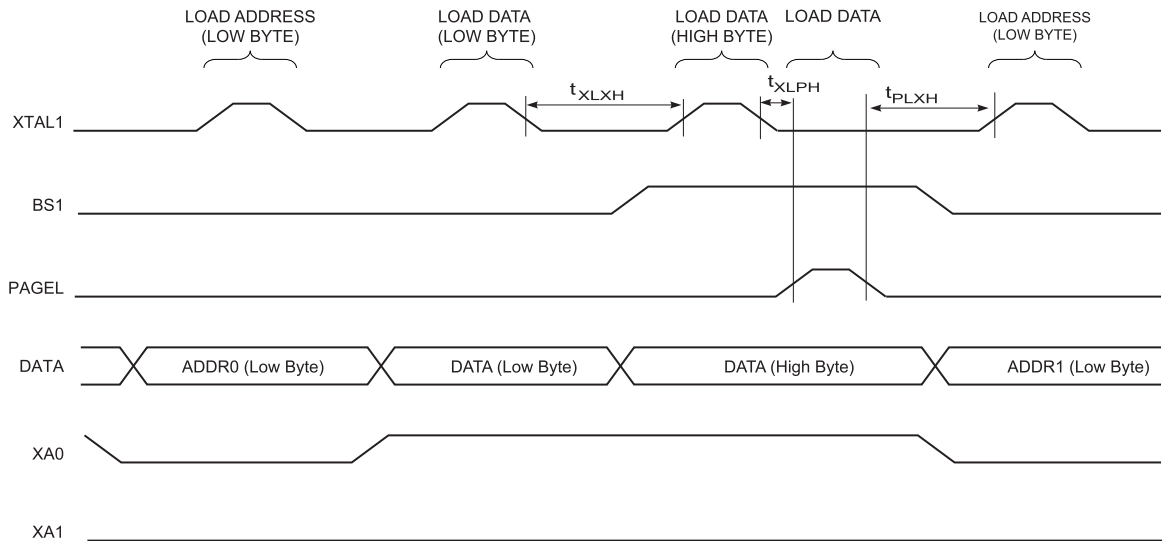 LOAD ADDRESS
(LOW BYTE)
LOAD DATA
(LOW BYTE)
LOAD DATA
(HIGH BYTE)
LOAD DATA
LOAD ADDRESS
(LOW BYTE)
tXLXH
tXLPH
tPLXH
XTAL1
BS1
PAGEL
DATA
ADDR0 (Low Byte)
DATA (Low Byte)
DATA (High Byte)
ADDR1 (Low Byte)
XA0
XA1